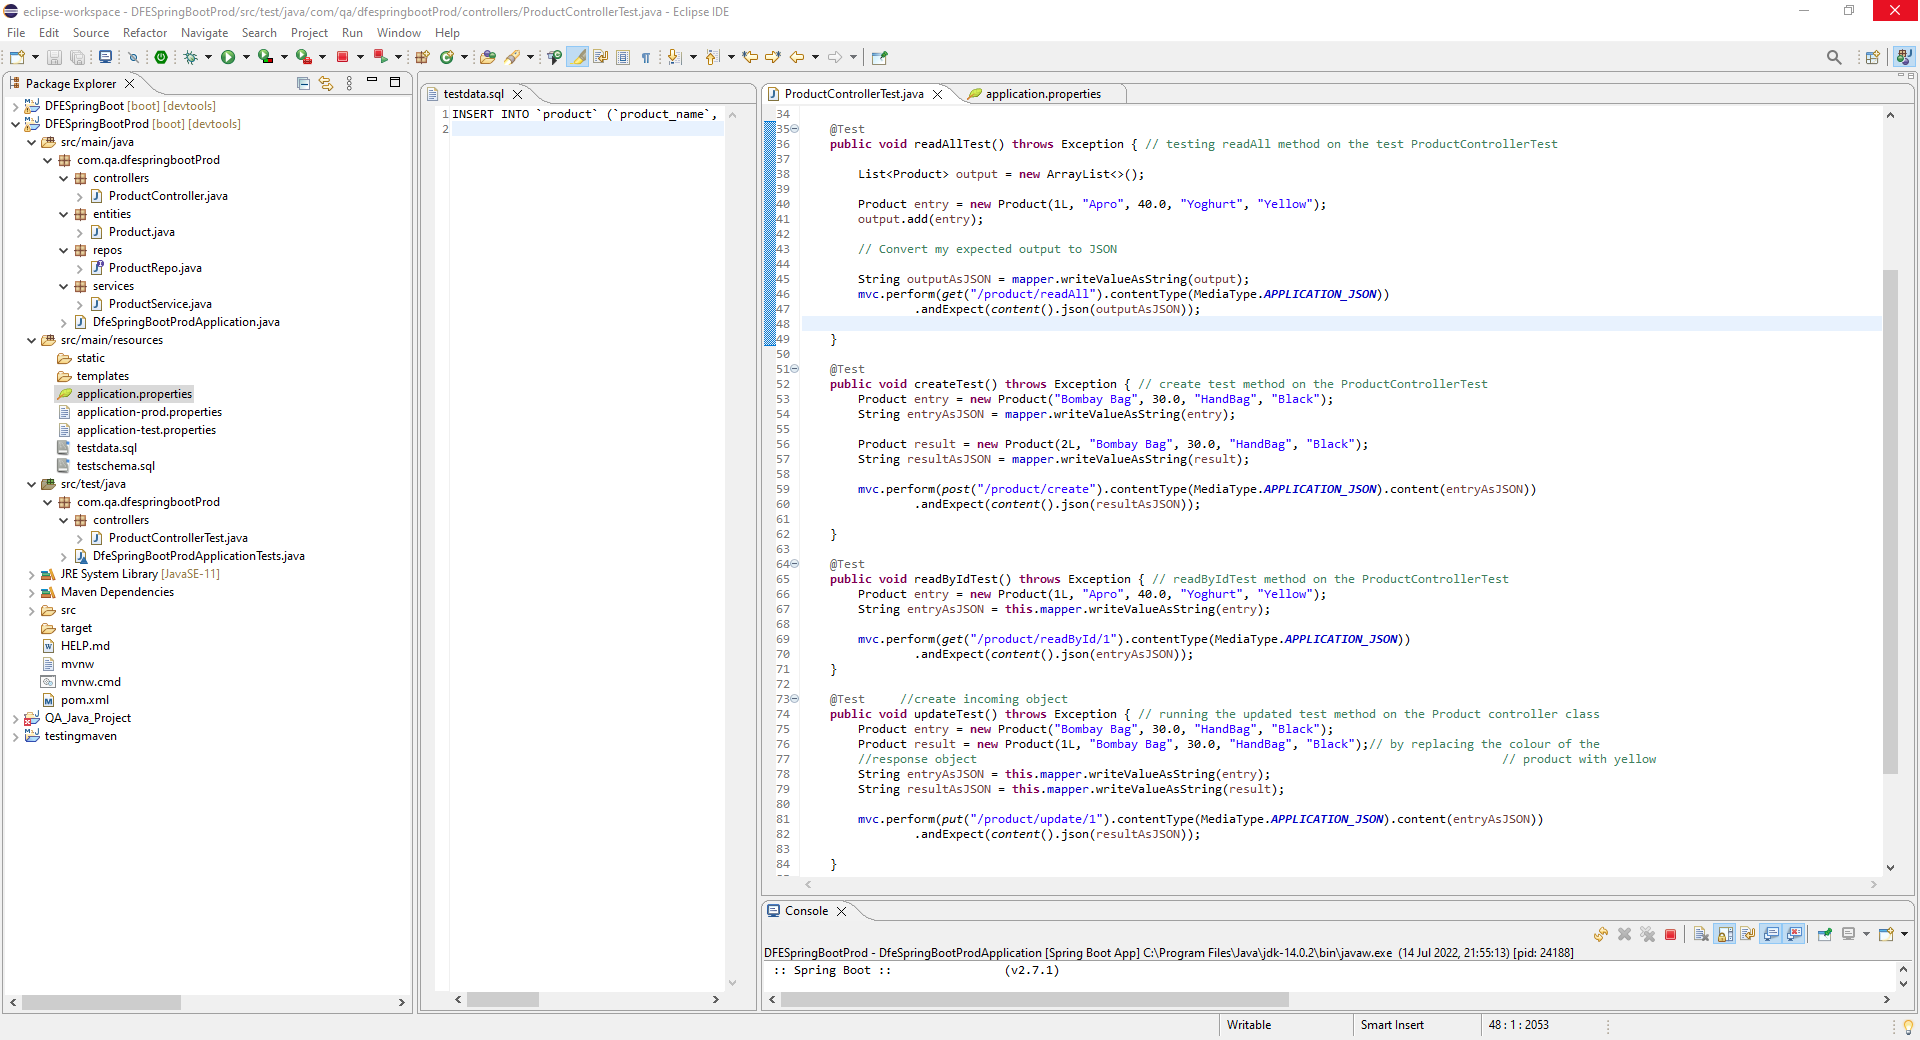 eclipse-workspace - DFESpringBootProd/src/test/java/com/qa/dfespringbootProd/controllers/ProductControllerTest.java - Eclipse IDE
File Edit Source Refactor Navigate Search Project Run Window Help
Package Explorer
DFESpringBoot [boot] [devtools]
DFESpringBootProd [boot] [devtools]
src/main/java
com.qa.dfespringbootProd
controllers
ProductController.java
entities
Product.java
repos
ProductRepo.java
services
ProductService.java
DfeSpringBootProdApplication.java
src/main/resources
static
templates
application.properties
application-prod.properties
application-test.properties
testdata.sql
testschema.sql
src/test/java
com.qa.dfespringbootProd
controllers
ProductControllerTest.java
DfeSpringBootProdApplicationTests.java
JRE System Library [JavaSE-11]
Maven Dependencies
src
target
HELP.md
mvnw
mvnw.cmd
pom.xml
QA_Java_Project
testingmaven
testdata.sql
1 INSERT INTO `product` (`product_name`,
2
ProductControllerTest.java application.properties
34
35 @Test
36 public void readAllTest() throws Exception { // testing readAll method on the test ProductControllerTest
37
38 List<Product> output = new ArrayList<>();
39
40 Product entry = new Product(1L, "Apro", 40.0, "Yoghurt", "Yellow");
41 output.add(entry);
42
43 // Convert my expected output to JSON
44
45 String outputAsJSON = mapper.writeValueAsString(output);
46 mvc.perform(get("/product/readAll").contentType(MediaType.APPLICATION_JSON))
47 .andExpect(content().json(outputAsJSON));
48
49 }
50
51 @Test
52 public void createTest() throws Exception { // create test method on the ProductControllerTest
53 Product entry = new Product("Bombay Bag", 30.0, "HandBag", "Black");
54 String entryAsJSON = mapper.writeValueAsString(entry);
55
56 Product result = new Product(2L, "Bombay Bag", 30.0, "HandBag", "Black");
57 String resultAsJSON = mapper.writeValueAsString(result);
58
59 mvc.perform(post("/product/create").contentType(MediaType.APPLICATION_JSON).content(entryAsJSON))
60 .andExpect(content().json(resultAsJSON));
61
62 }
63
64 @Test
65 public void readByIdTest() throws Exception { // readByIdTest method on the ProductControllerTest
66 Product entry = new Product(1L, "Apro", 40.0, "Yoghurt", "Yellow");
67 String entryAsJSON = this.mapper.writeValueAsString(entry);
68
69 mvc.perform(get("/product/readById/1").contentType(MediaType.APPLICATION_JSON))
70 .andExpect(content().json(entryAsJSON));
71 }
72
73 @Test //create incoming object
74 public void updateTest() throws Exception { // running the updated test method on the Product controller class
75 Product entry = new Product("Bombay Bag", 30.0, "HandBag", "Black");
76 Product result = new Product(1L, "Bombay Bag", 30.0, "HandBag", "Black");// by replacing the colour of the
77 //response object // product with yellow
78 String entryAsJSON = this.mapper.writeValueAsString(entry);
79 String resultAsJSON = this.mapper.writeValueAsString(result);
80
81 mvc.perform(put("/product/update/1").contentType(MediaType.APPLICATION_JSON).content(entryAsJSON))
82 .andExpect(content().json(resultAsJSON));
83
84 }
Console
DFESpringBootProd - DfeSpringBootProdApplication [Spring Boot App] C:\Program Files\Java\jdk-14.0.2\bin\javaw.exe (14 Jul 2022, 21:55:13) [pid: 24188]
:: Spring Boot :: (v2.7.1)
Writable Smart Insert 48 : 1 : 2053